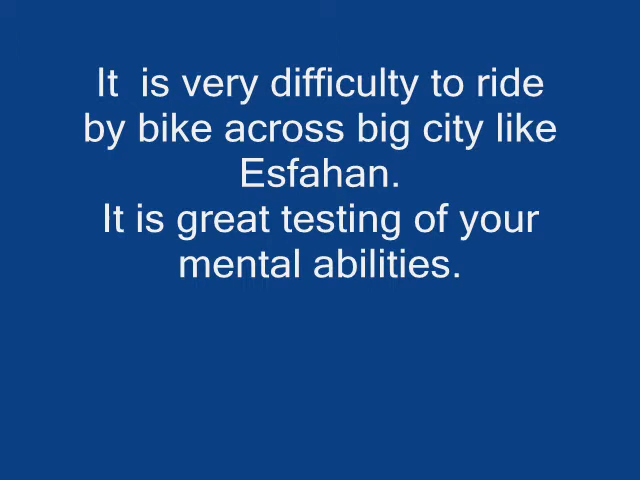 It  is very difficulty to ride
by bike across big city like
Esfahan.
It is great testing of your
mental abilities.